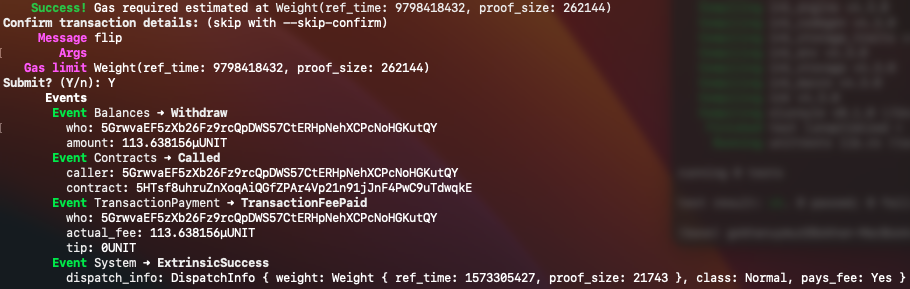 Success! Gas required estimated at Weight(ref_time: 9798418432, proof_size: 262144)
Confirm transaction details: (skip with --skip-confirm)
Message flip
Args
Gas limit Weight(ref_time: 9798418432, proof_size: 262144)
Submit? (Y/n): Y
Events
Event Balances ➜ Withdraw
who: 5GrwvaEF5zXb26Fz9rcQpDWS57CtERHpNehXCPcNoHGKutQY
amount: 113.638156µUNIT
Event Contracts ➜ Called
caller: 5GrwvaEF5zXb26Fz9rcQpDWS57CtERHpNehXCPcNoHGKutQY
contract: 5HTsf8uhruZnXoqAiQGfZPAr4Vp21n91jJnF4PwC9uTdwqkE
Event TransactionPayment ➜ TransactionFeePaid
who: 5GrwvaEF5zXb26Fz9rcQpDWS57CtERHpNehXCPcNoHGKutQY
actual_fee: 113.638156µUNIT
tip: 0UNIT
Event System ➜ ExtrinsicSuccess
dispatch_info: DispatchInfo { weight: Weight { ref_time: 1573305427, proof_size: 21743 }, class: Normal, pays_fee: Yes }